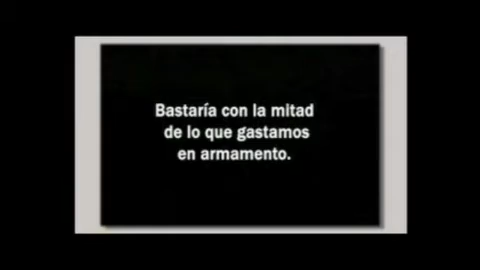 Bastaría con la mitad
de lo que gastamos
en armamento.